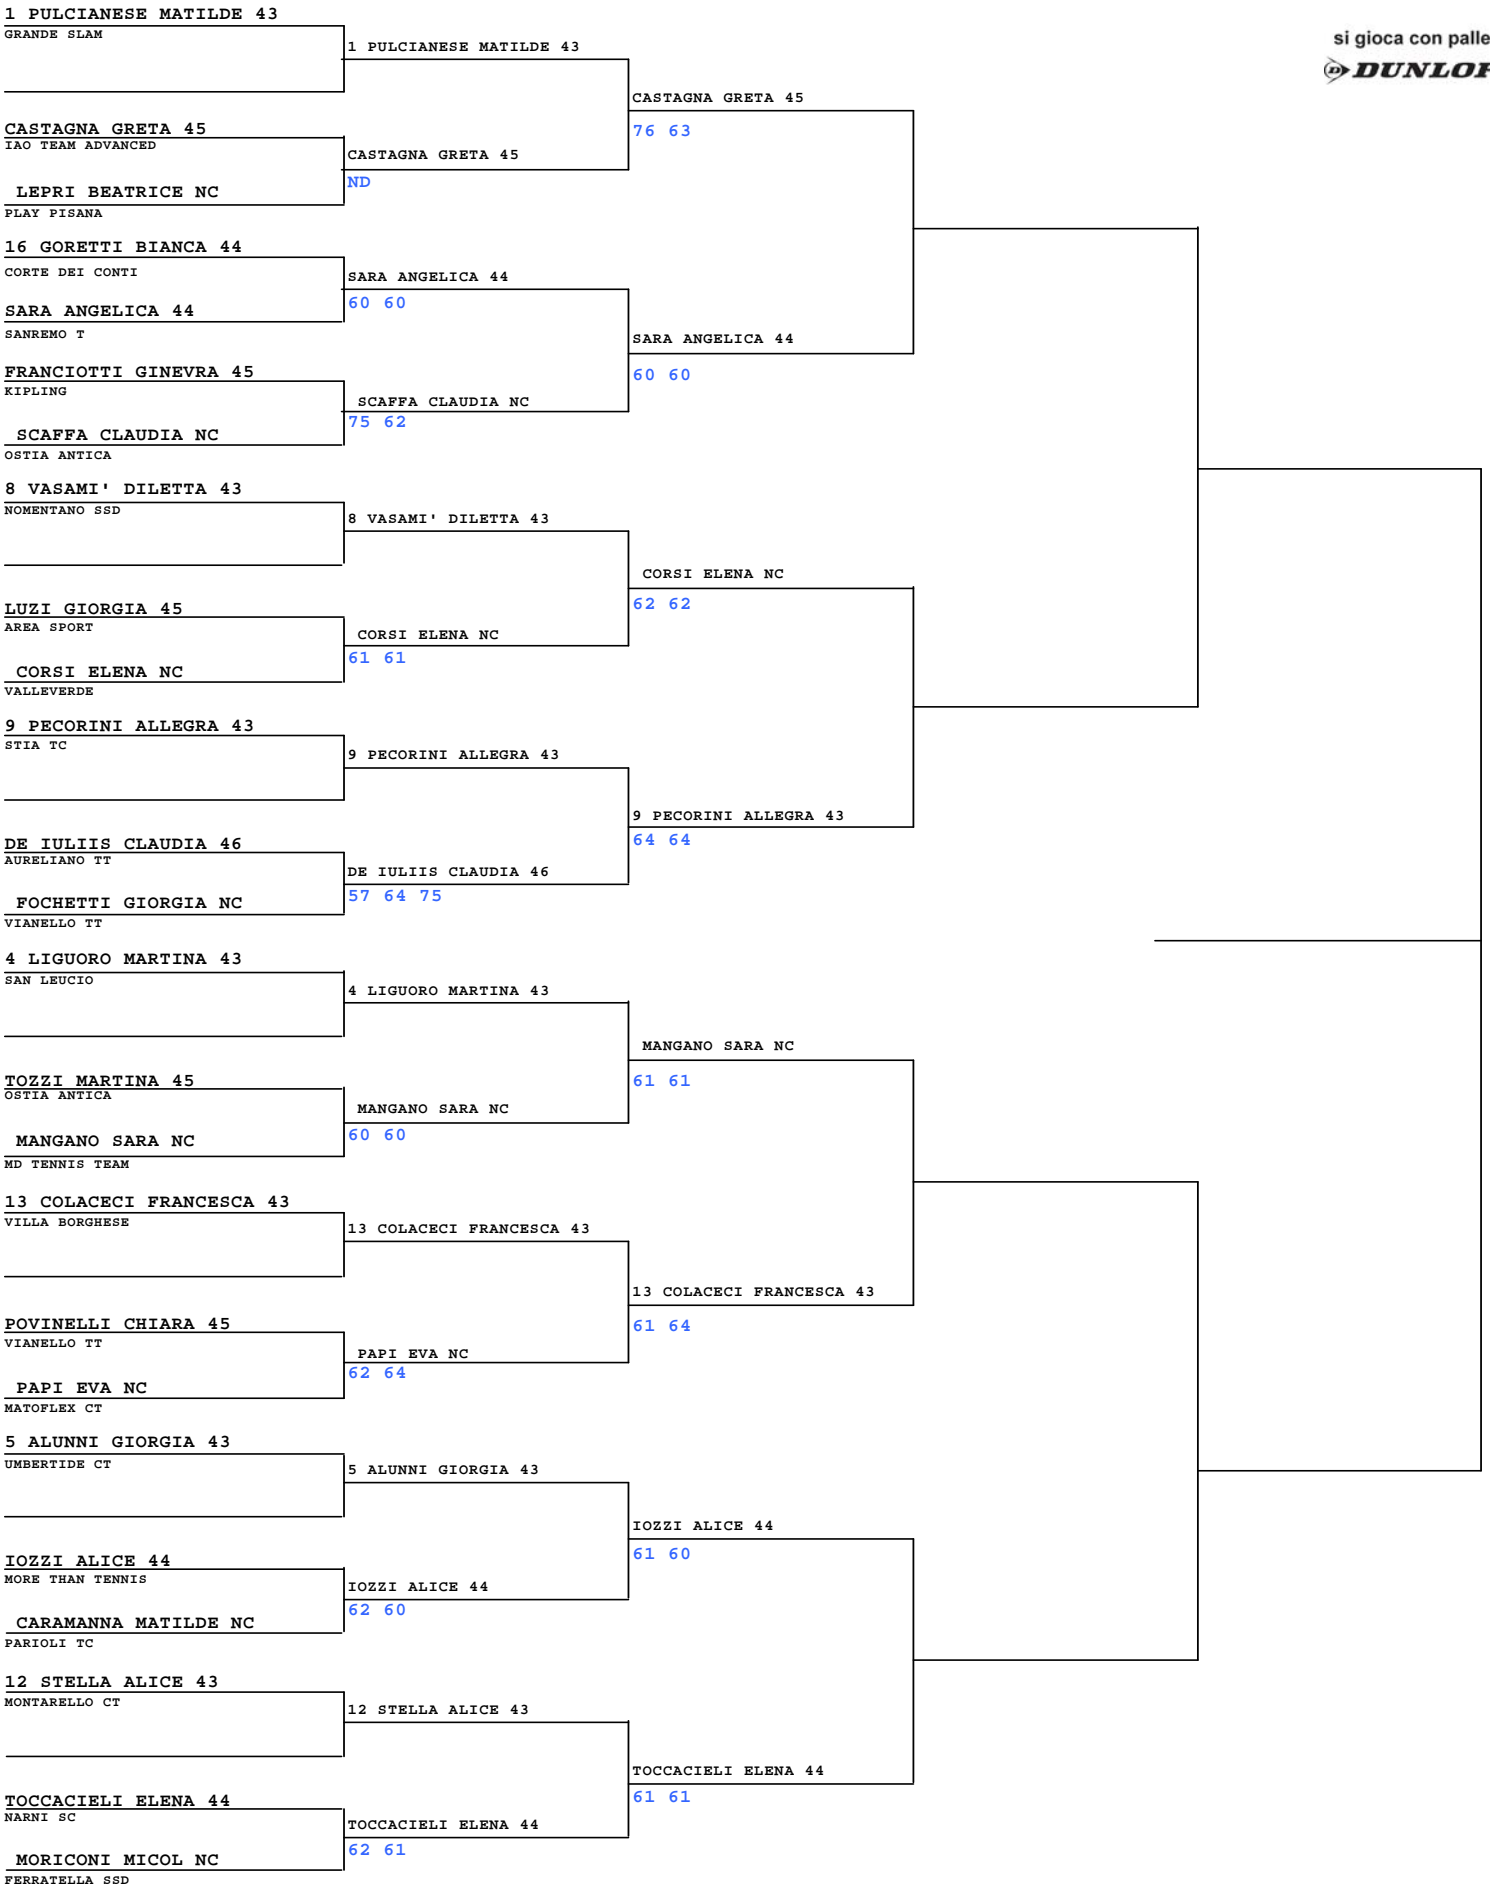 1 PULCIANESE MATILDE 43
GRANDE SLAM
CASTAGNA GRETA 45
IAO TEAM ADVANCED
LEPRI BEATRICE NC
PLAY PISANA
16 GORETTI BIANCA 44
CORTE DEI CONTI
SARA ANGELICA 44
SANREMO T
FRANCIOTTI GINEVRA 45
KIPLING
SCAFFA CLAUDIA NC
OSTIA ANTICA
8 VASAMI' DILETTA 43
NOMENTANO SSD
LUZI GIORGIA 45
AREA SPORT
CORSI ELENA NC
VALLEVERDE
9 PECORINI ALLEGRA 43
STIA TC
DE IULIIS CLAUDIA 46
AURELIANO TT
FOCHETTI GIORGIA NC
VIANELLO TT
4 LIGUORO MARTINA 43
SAN LEUCIO
TOZZI MARTINA 45
OSTIA ANTICA
MANGANO SARA NC
MD TENNIS TEAM
13 COLACECI FRANCESCA 43
VILLA BORGHESE
POVINELLI CHIARA 45
VIANELLO TT
PAPI EVA NC
MATOFLEX CT
5 ALUNNI GIORGIA 43
UMBERTIDE CT
IOZZI ALICE 44
MORE THAN TENNIS
CARAMANNA MATILDE NC
PARIOLI TC
12 STELLA ALICE 43
MONTARELLO CT
TOCCACIELI ELENA 44
NARNI SC
MORICONI MICOL NC
FERRATELLA SSD
1 PULCIANESE MATILDE 43
CASTAGNA GRETA 45
ND
SARA ANGELICA 44
60 60
SCAFFA CLAUDIA NC
75 62
8 VASAMI' DILETTA 43
CORSI ELENA NC
61 61
9 PECORINI ALLEGRA 43
DE IULIIS CLAUDIA 46
57 64 75
4 LIGUORO MARTINA 43
MANGANO SARA NC
60 60
13 COLACECI FRANCESCA 43
PAPI EVA NC
62 64
5 ALUNNI GIORGIA 43
IOZZI ALICE 44
62 60
12 STELLA ALICE 43
TOCCACIELI ELENA 44
62 61
CASTAGNA GRETA 45
76 63
SARA ANGELICA 44
60 60
CORSI ELENA NC
62 62
9 PECORINI ALLEGRA 43
64 64
MANGANO SARA NC
61 61
13 COLACECI FRANCESCA 43
61 64
IOZZI ALICE 44
61 60
TOCCACIELI ELENA 44
61 61
si gioca con palle
DUNLOP